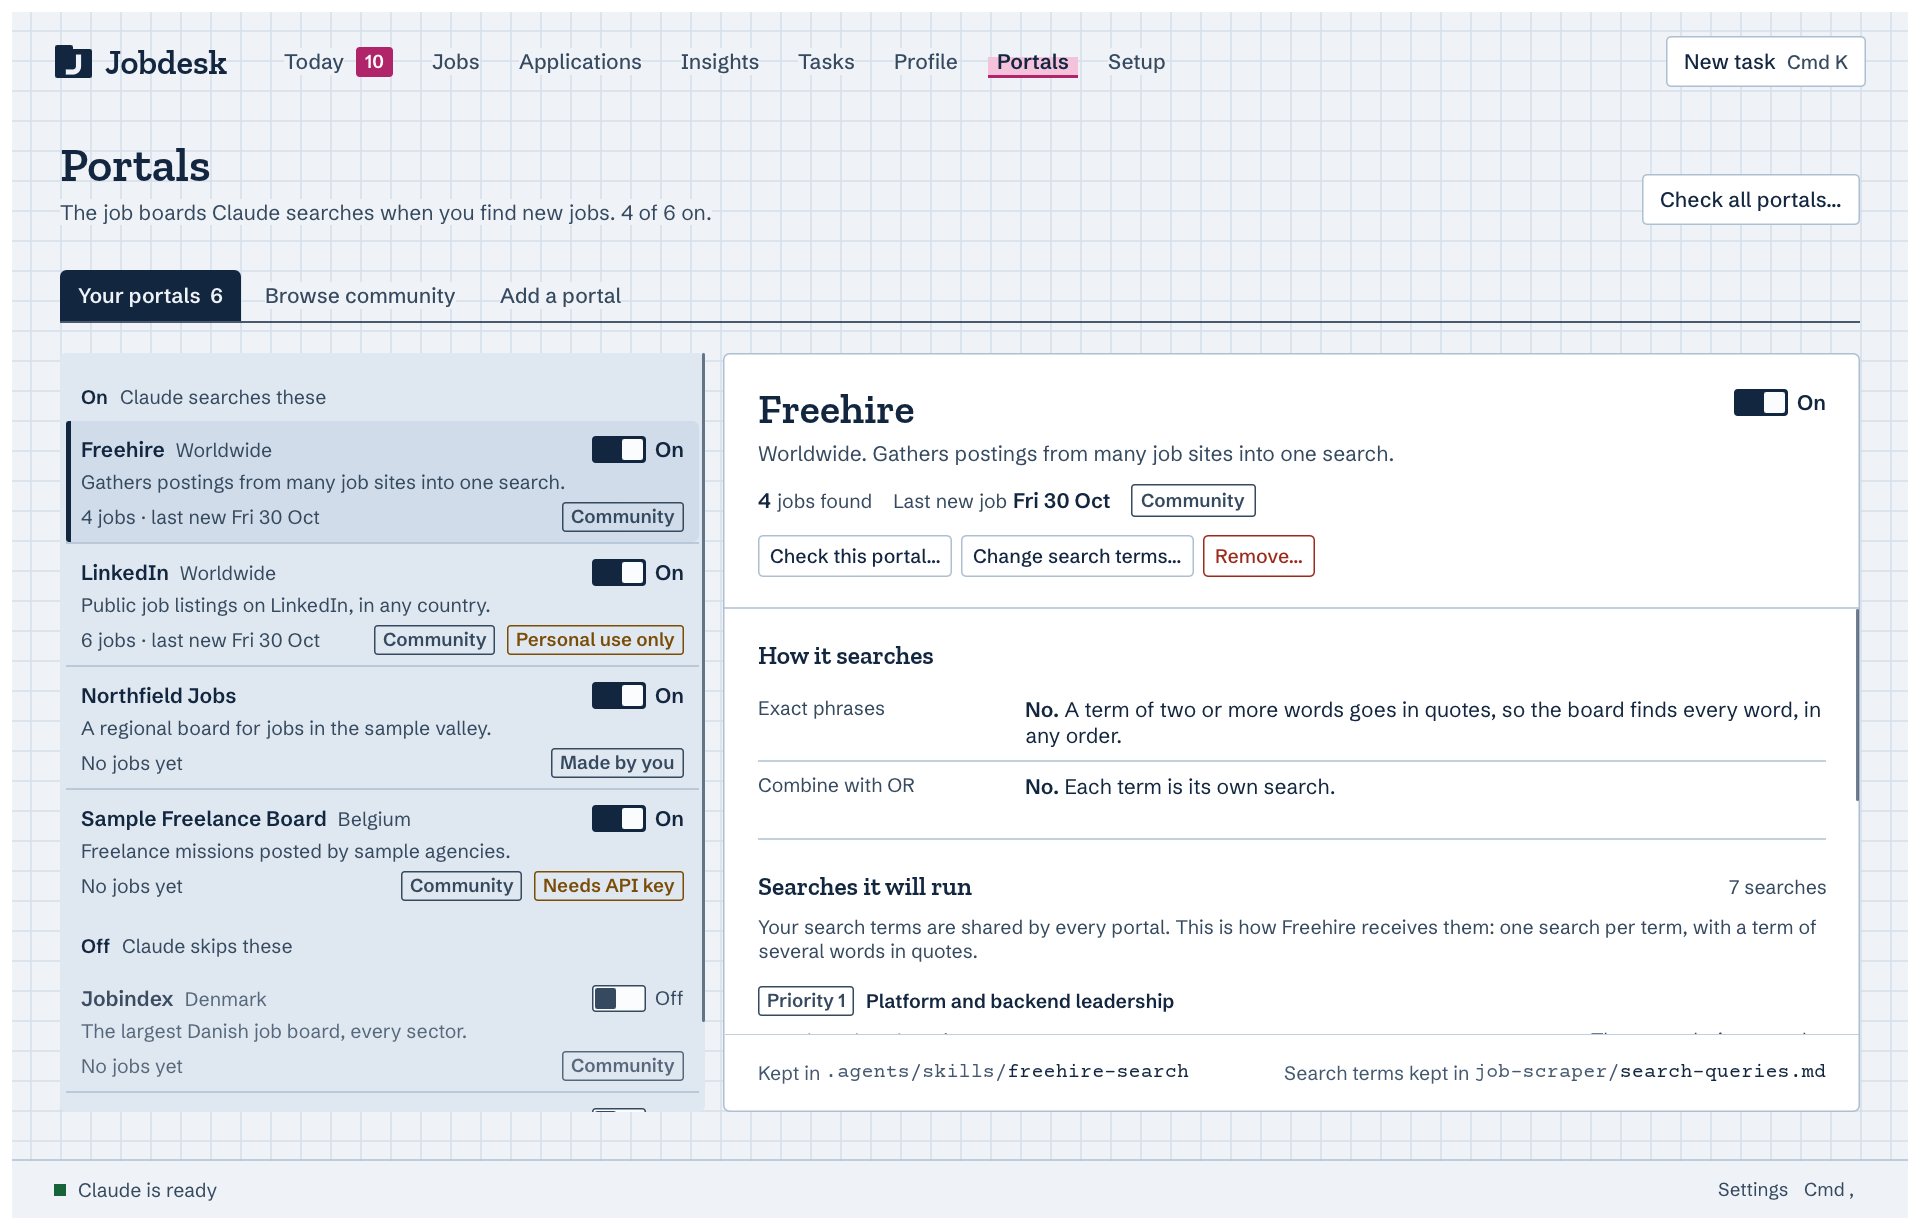 Jobdesk
Today 10
Jobs
Applications
Insights
Tasks
Profile
Portals
Setup
New task Cmd K
Portals
The job boards Claude searches when you find new jobs. 4 of 6 on.
Check all portals...
Your portals 6
Browse community
Add a portal
On Claude searches these
Freehire Worldwide On
Gathers postings from many job sites into one search.
4 jobs · last new Fri 30 Oct Community
LinkedIn Worldwide On
Public job listings on LinkedIn, in any country.
6 jobs · last new Fri 30 Oct Community Personal use only
Northfield Jobs On
A regional board for jobs in the sample valley.
No jobs yet Made by you
Sample Freelance Board Belgium On
Freelance missions posted by sample agencies.
No jobs yet Community Needs API key
Off Claude skips these
Jobindex Denmark Off
The largest Danish job board, every sector.
No jobs yet Community
Freehire On
Worldwide. Gathers postings from many job sites into one search.
4 jobs found Last new job Fri 30 Oct Community
Check this portal... Change search terms... Remove...
How it searches
Exact phrases
No. A term of two or more words goes in quotes, so the board finds every word, in
any order.
Combine with OR
No. Each term is its own search.
Searches it will run 7 searches
Your search terms are shared by every portal. This is how Freehire receives them: one search per term, with a term of
several words in quotes.
Priority 1 Platform and backend leadership
Kept in .agents/skills/freehire-search
Search terms kept in job-scraper/search-queries.md
Claude is ready
Settings Cmd ,